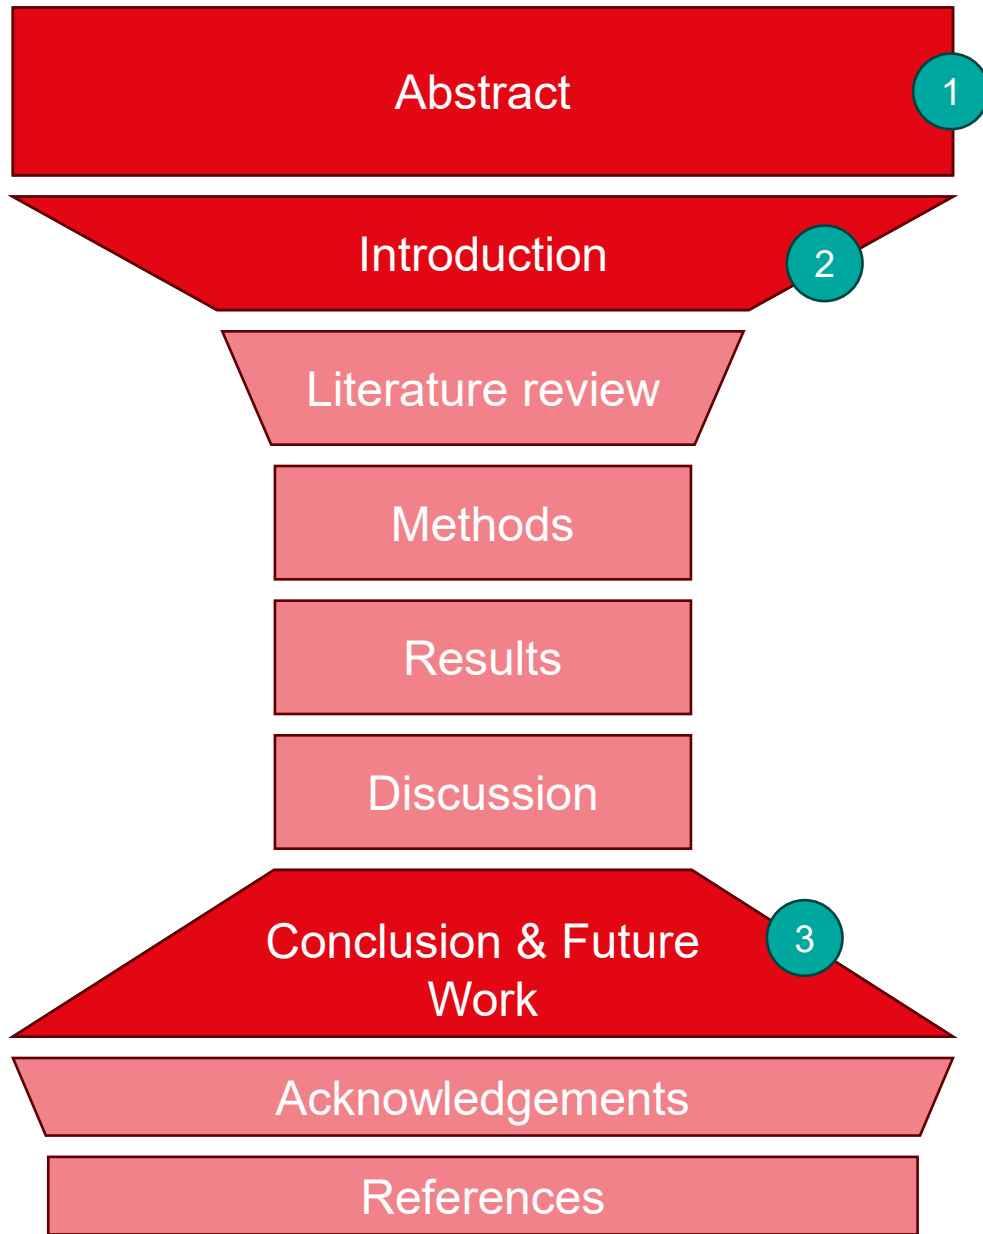 Abstract
1
Introduction
2
Literature review
Methods
Results
Discussion
Conclusion & Future
Work
3
Acknowledgements
References